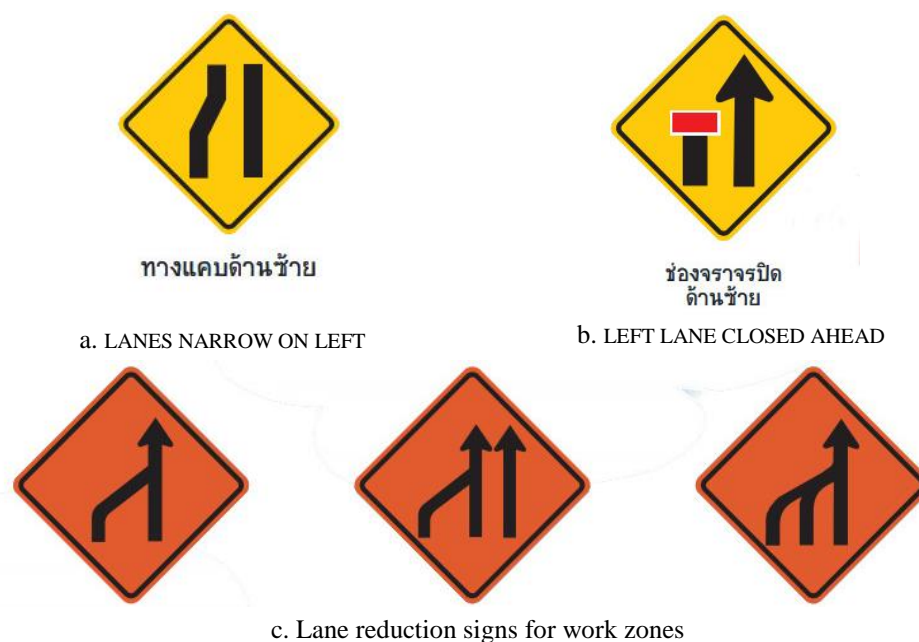 ทางแคบด้านซ้าย
ช่องจราจรปิด
ด้านซ้าย
a. LANES NARROW ON LEFT
b. LEFT LANE CLOSED AHEAD
c. Lane reduction signs for work zones